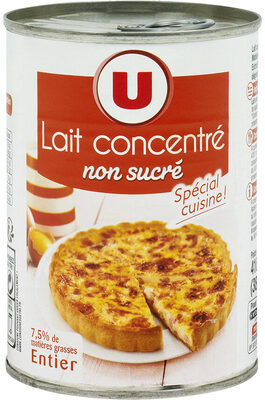 U
Lait concentré
non sucré
Spécial
cuisine !
7,5% de
matières grasses
Entier